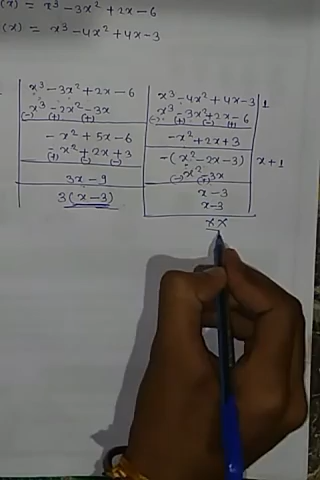 (x) = x³ - 3x² + 2x - 6
(x) = x³ - 4x² + 4x - 3
x³ - 3x² + 2x - 6
x³ - 2x² - 3x
(-) (+) (+)
- x² + 5x - 6
- x² + 2x + 3
(+) (-) (-)
3x - 9
3(x - 3)
x³ - 4x² + 4x - 3 | 1
x³ - 3x² + 2x - 6
(-) (+) (-) (+)
- x² + 2x + 3
-(x² - 2x - 3) | x + 1
x² - 3x
(-) (+)
x - 3
x - 3
x x